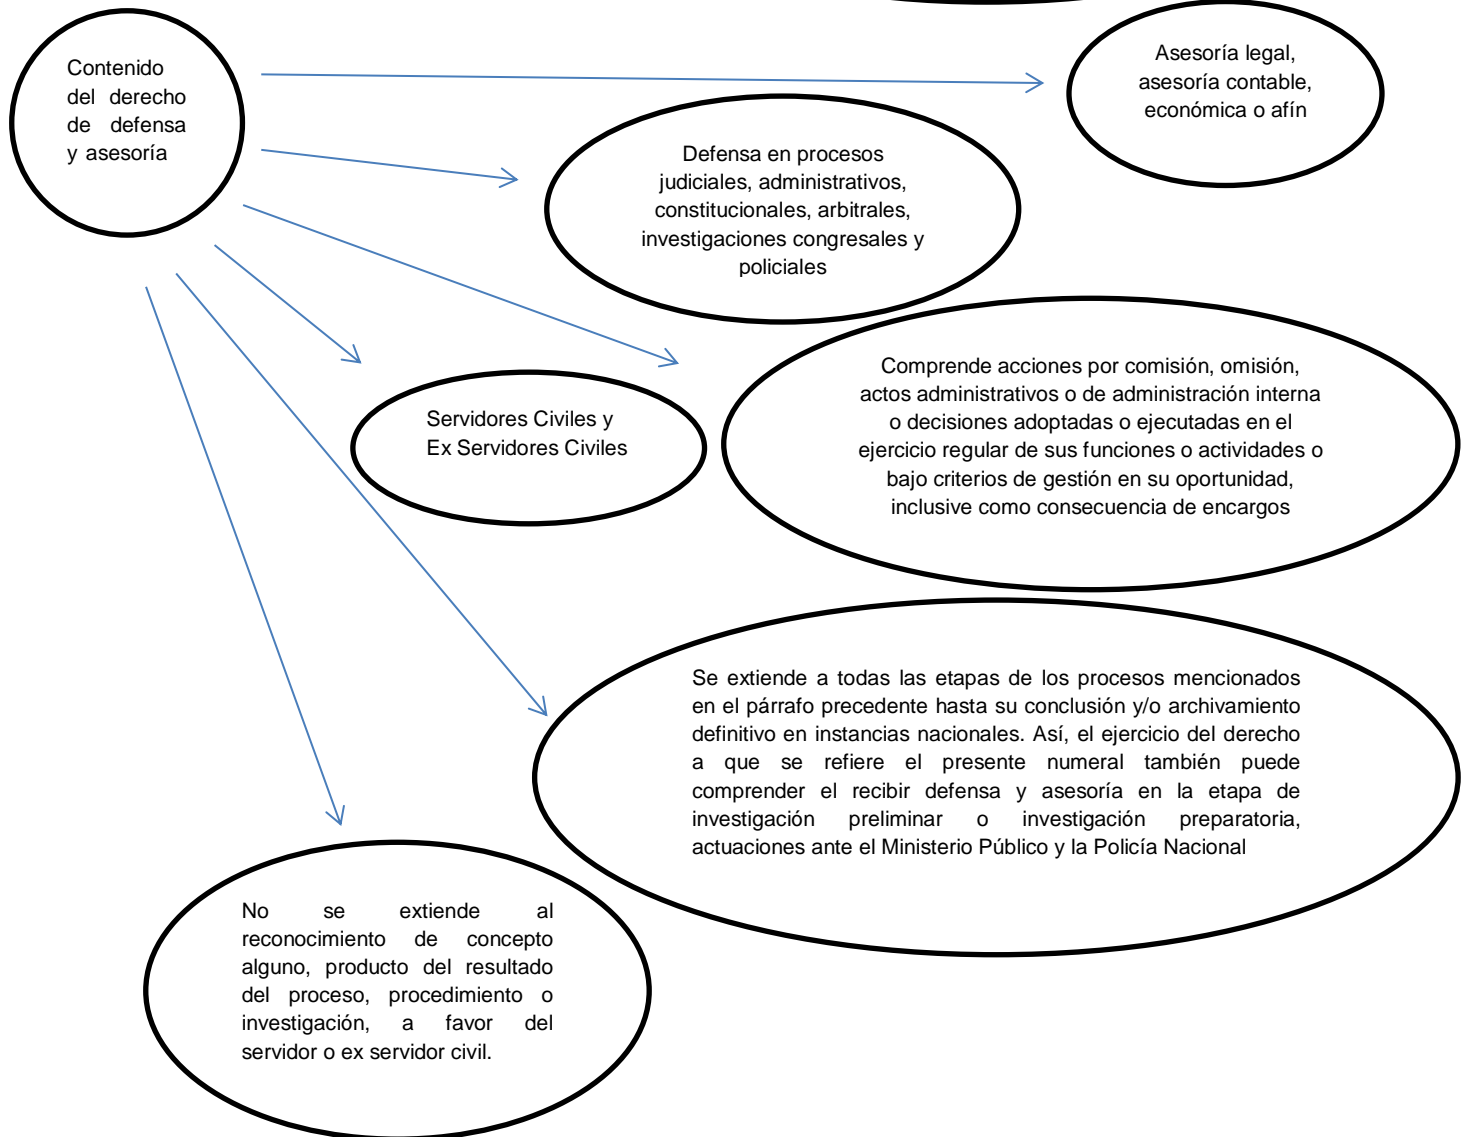 Contenido
del derecho
de defensa
y asesoría
Asesoría legal,
asesoría contable,
económica o afín
Defensa en procesos
judiciales, administrativos,
constitucionales, arbitrales,
investigaciones congresales y
policiales
Comprende acciones por comisión, omisión,
actos administrativos o de administración interna
o decisiones adoptadas o ejecutadas en el
ejercicio regular de sus funciones o actividades o
bajo criterios de gestión en su oportunidad,
inclusive como consecuencia de encargos
Servidores Civiles y
Ex Servidores Civiles
Se extiende a todas las etapas de los procesos mencionados
en el párrafo precedente hasta su conclusión y/o archivamiento
definitivo en instancias nacionales. Así, el ejercicio del derecho
a que se refiere el presente numeral también puede
comprender el recibir defensa y asesoría en la etapa de
investigación preliminar o investigación preparatoria,
actuaciones ante el Ministerio Público y la Policía Nacional
No se extiende al
reconocimiento de concepto
alguno, producto del resultado
del proceso, procedimiento o
investigación, a favor del
servidor o ex servidor civil.